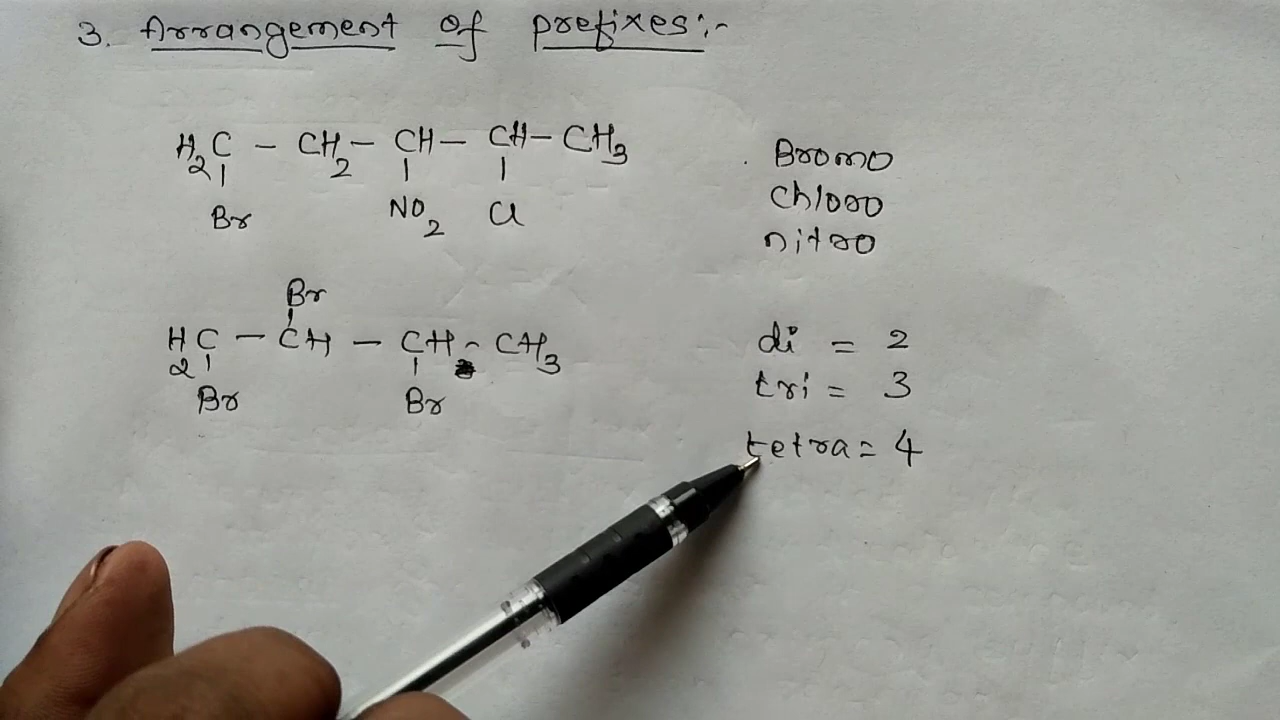 3. Arrangement of prefixes:-
H₂C – CH₂ – CH – CH – CH₃
Br NO₂ Cl
Bromo
Chloro
nitro
Br
H₂C – CH – CH – CH₃
Br Br
di = 2
tri = 3
tetra = 4